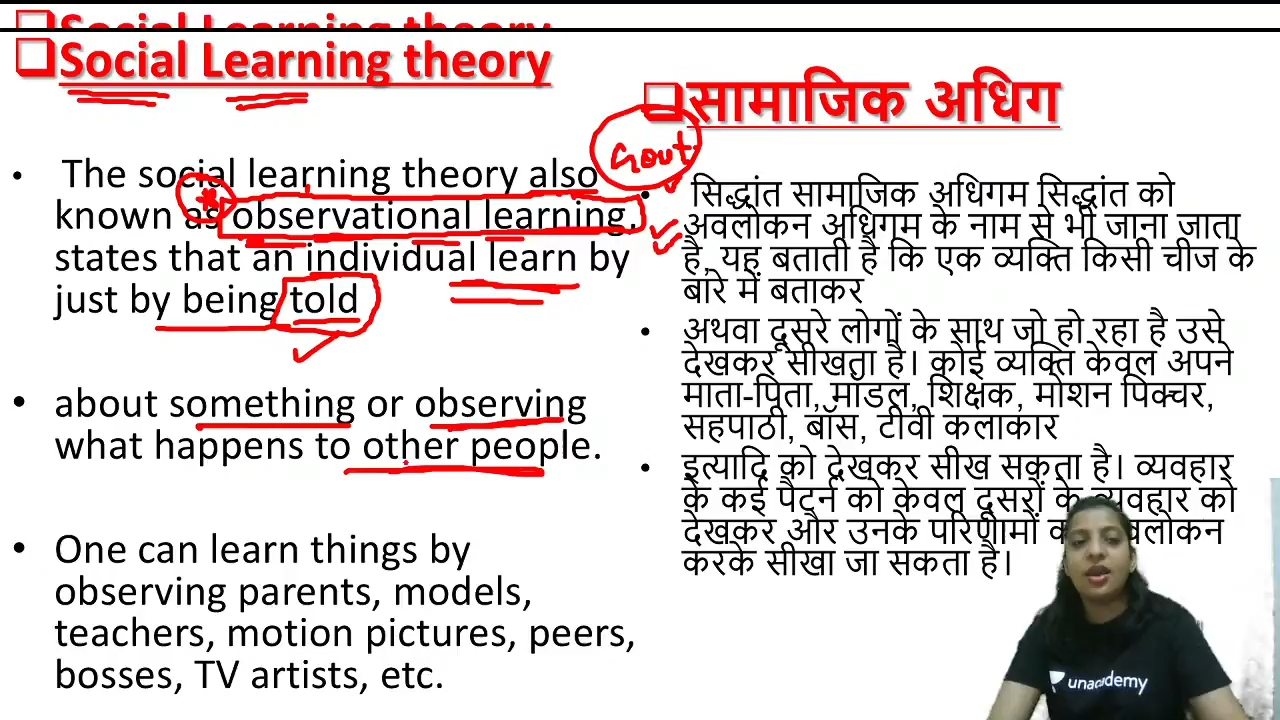 Social Learning theory
Social Learning theory
The social learning theory also
known as observational learning,
states that an individual learn by
just by being told
• about something or observing
what happens to other people.
• One can learn things by
observing parents, models,
teachers, motion pictures, peers,
bosses, TV artists, etc.
सामाजिक अधिग
Gout
• सिद्धांत सामाजिक अधिगम सिद्धांत को
अवलोकन अधिगम के नाम से भी जाना जाता
है, यह बताती है कि एक व्यक्ति किसी चीज के
बारे में बताकर
• अथवा दूसरे लोगों के साथ जो हो रहा है उसे
देखकर सीखता है। कोई व्यक्ति केवल अपने
माता-पिता, मॉडल, शिक्षक, मोशन पिक्चर,
सहपाठी, बॉस, टीवी कलाकार
• इत्यादि को देखकर सीख सकता है। व्यवहार
के कई पैटर्न को केवल दूसरों के व्यवहार को
देखकर और उनके परिणामों
करके सीखा जा सकता है।
unacademy